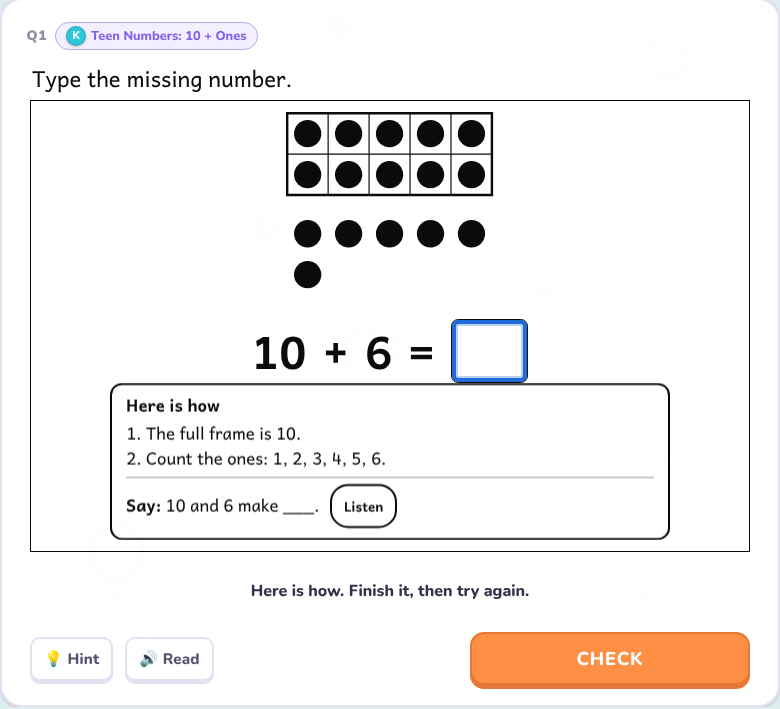 Q1 K Teen Numbers: 10 + Ones
Type the missing number.
10 + 6 =
Here is how
1. The full frame is 10.
2. Count the ones: 1, 2, 3, 4, 5, 6.
Say: 10 and 6 make ___. Listen
Here is how. Finish it, then try again.
Hint Read CHECK